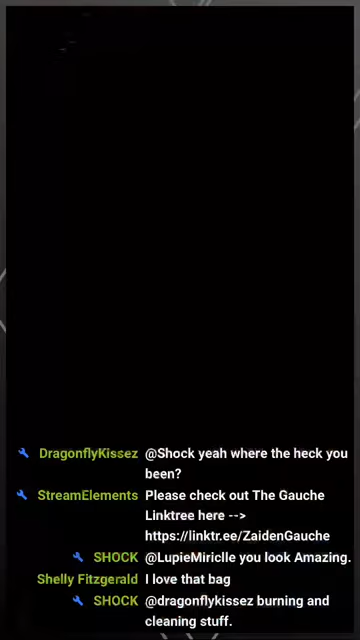 DragonflyKissez @Shock yeah where the heck you
been?
StreamElements Please check out The Gauche
Linktree here -->
https://linktr.ee/ZaidenGauche
SHOCK @LupieMiriclle you look Amazing.
Shelly Fitzgerald I love that bag
SHOCK @dragonflykissez burning and
cleaning stuff.